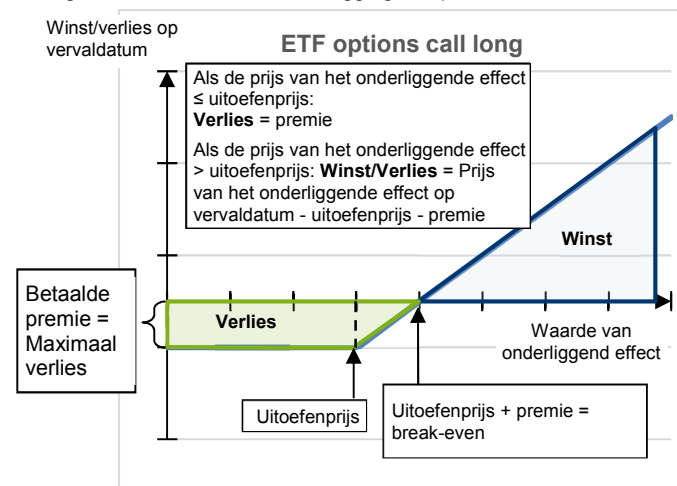 Winst/verlies op
vervaldatum
ETF options call long
Als de prijs van het onderliggende effect
≤ uitoefenprijs:
Verlies = premie
Als de prijs van het onderliggende effect
> uitoefenprijs: Winst/Verlies = Prijs
van het onderliggende effect op
vervaldatum - uitoefenprijs - premie
Winst
Betaalde
premie =
Maximaal
verlies
Verlies
Waarde van
onderliggend effect
Uitoefenprijs
Uitoefenprijs + premie =
break-even